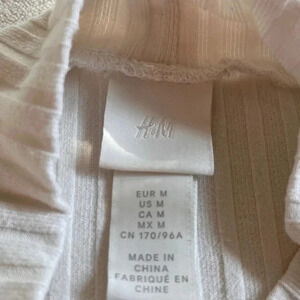 H&M
EUR M
US M
CA M
MX M
CN 170/96A
MADE IN
CHINA
FABRIQUÉ EN
CHINE